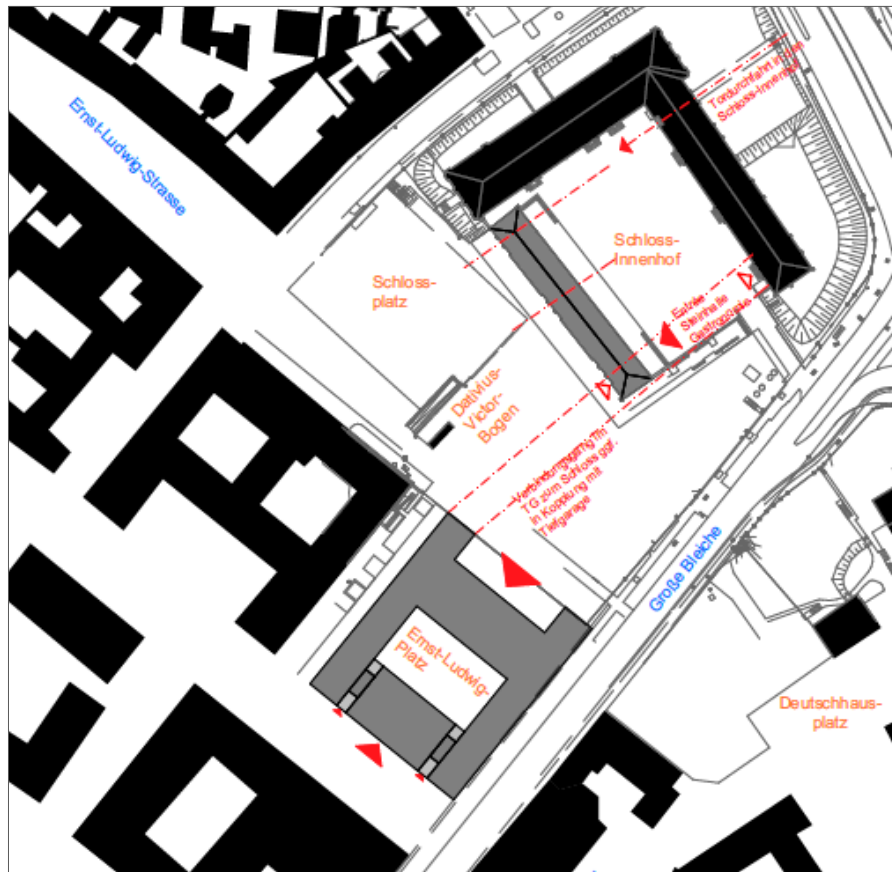 Ernst-Ludwig-Strasse
Tordurchfahrt in den
Schloss-Innenhof
Schloss-
Innenhof
Schloss-
platz
Entrée
Steinhalle
Gastronomie
Dativius-
Victor-
Bogen
Verbindungsgang im
TG zum Schloss ggf.
in Kopplung mit
Tiefgarage
Große Bleiche
Ernst-Ludwig-
Platz
Deutschhaus-
platz